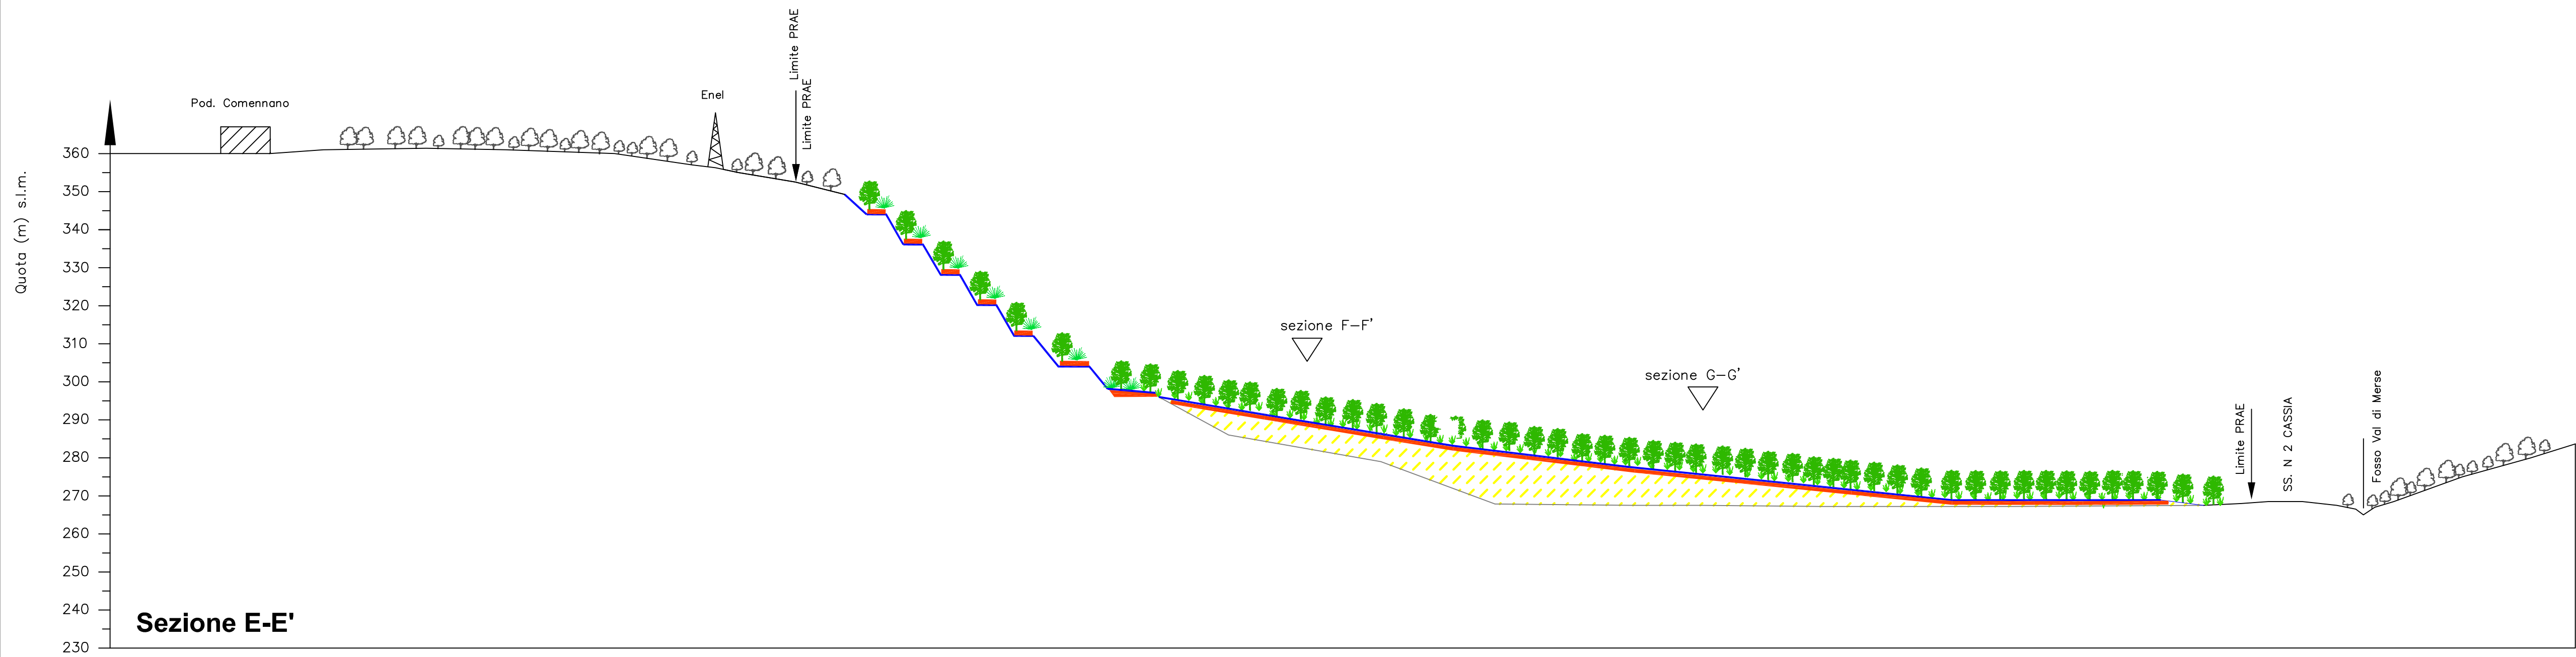 Limite PRAE
Limite PRAE
Enel
Pod. Comennano
Quota (m) s.l.m.
360
350
340
330
320
310
300
290
280
270
260
250
240
230
sezione F-F'
sezione G-G'
Limite PRAE
SS. N 2 CASSIA
Fosso Val di Merse
Sezione E-E'